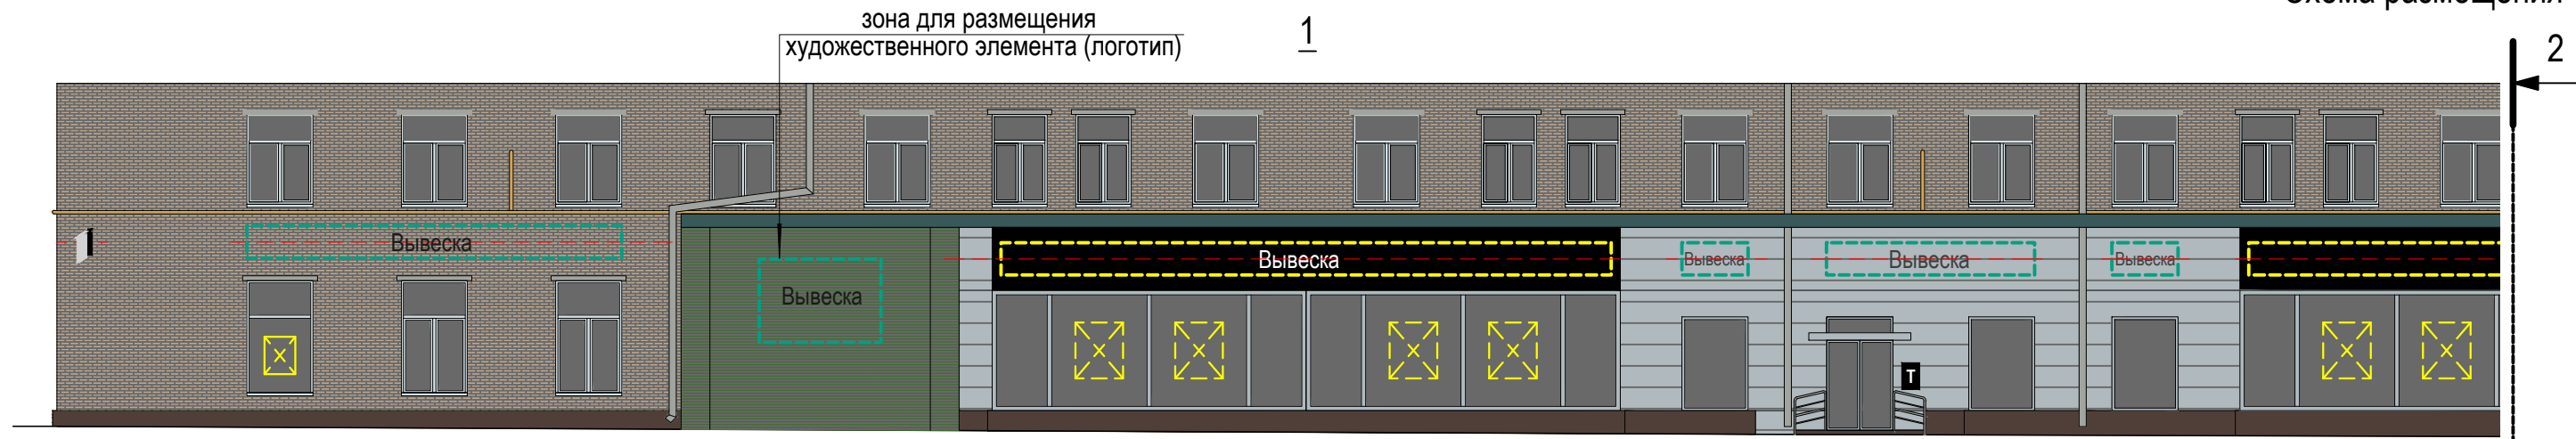 Схема размещения
зона для размещения
художественного элемента (логотип)
1
2
Вывеска
Вывеска
Вывеска
Вывеска
Вывеска
Вывеска
Т